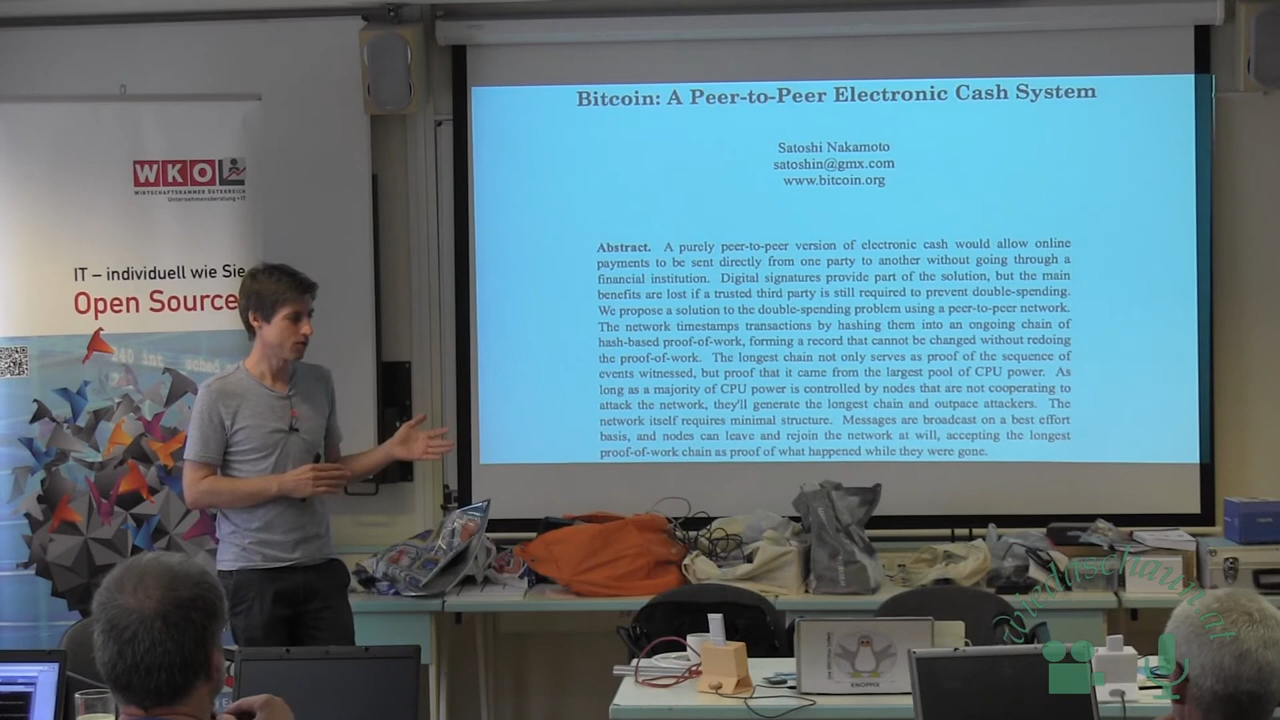 WKO
WIRTSCHAFTSKAMMER ÖSTERREICH
Unternehmensberatung • IT
IT – individuell wie Sie
Open Source
240 int sched
Bitcoin: A Peer-to-Peer Electronic Cash System
Satoshi Nakamoto
satoshin@gmx.com
www.bitcoin.org
Abstract. A purely peer-to-peer version of electronic cash would allow online
payments to be sent directly from one party to another without going through a
financial institution. Digital signatures provide part of the solution, but the main
benefits are lost if a trusted third party is still required to prevent double-spending.
We propose a solution to the double-spending problem using a peer-to-peer network.
The network timestamps transactions by hashing them into an ongoing chain of
hash-based proof-of-work, forming a record that cannot be changed without redoing
the proof-of-work. The longest chain not only serves as proof of the sequence of
events witnessed, but proof that it came from the largest pool of CPU power. As
long as a majority of CPU power is controlled by nodes that are not cooperating to
attack the network, they'll generate the longest chain and outpace attackers. The
network itself requires minimal structure. Messages are broadcast on a best effort
basis, and nodes can leave and rejoin the network at will, accepting the longest
proof-of-work chain as proof of what happened while they were gone.
KNOPPIX
wiedaschaun.at